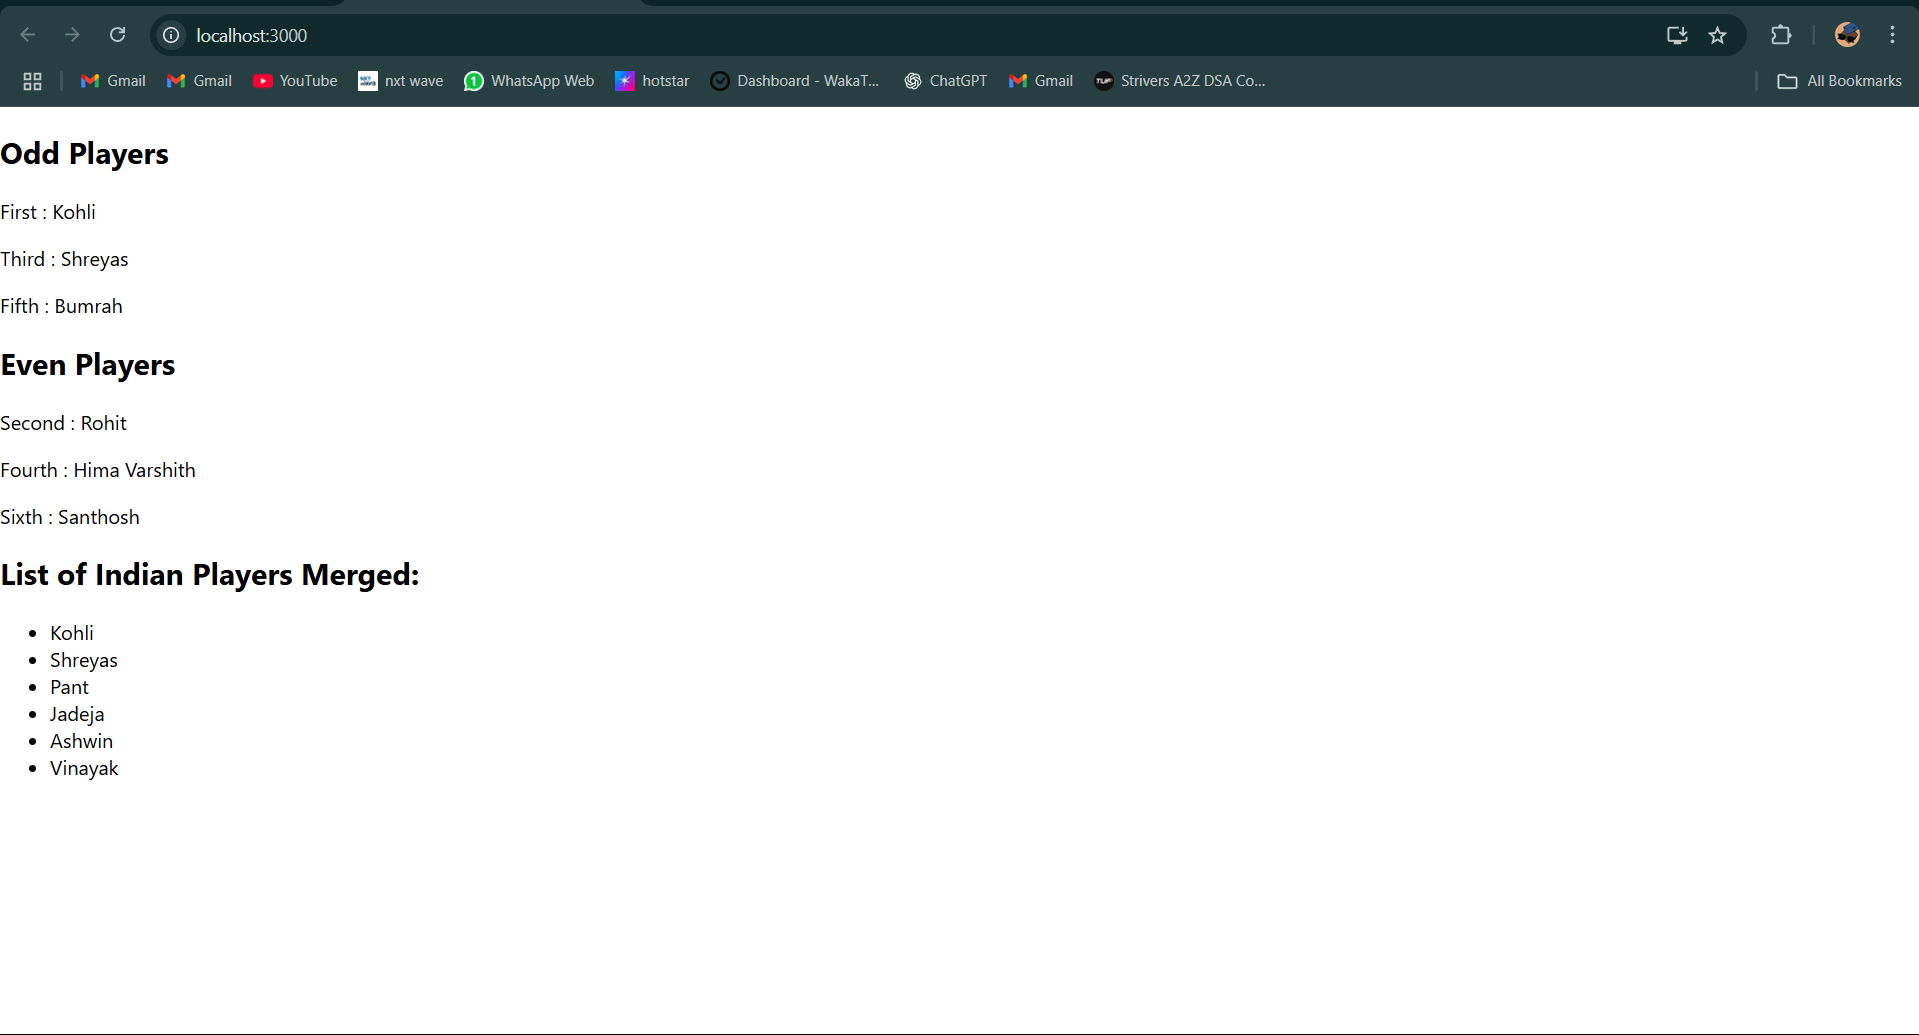 localhost:3000
Gmail Gmail YouTube nxt wave WhatsApp Web hotstar Dashboard - WakaT... ChatGPT Gmail Strivers A2Z DSA Co... All Bookmarks
Odd Players
First : Kohli
Third : Shreyas
Fifth : Bumrah
Even Players
Second : Rohit
Fourth : Hima Varshith
Sixth : Santhosh
List of Indian Players Merged:
• Kohli
• Shreyas
• Pant
• Jadeja
• Ashwin
• Vinayak